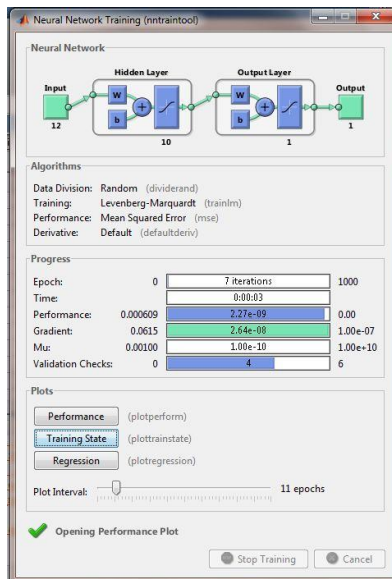 Neural Network Training (nntraintool)
Neural Network
Hidden Layer Output Layer
Input Output
W W
+ +
b b
12 1
10 1
Algorithms
Data Division: Random (dividerand)
Training: Levenberg-Marquardt (trainlm)
Performance: Mean Squared Error (mse)
Derivative: Default (defaultderiv)
Progress
Epoch: 0 7 iterations 1000
Time: 0:00:03
Performance: 0.000609 2.27e-09 0.00
Gradient: 0.0615 2.64e-08 1.00e-07
Mu: 0.00100 1.00e-10 1.00e+10
Validation Checks: 0 4 6
Plots
Performance (plotperform)
Training State (plottrainstate)
Regression (plotregression)
Plot Interval: 11 epochs
Opening Performance Plot
Stop Training Cancel